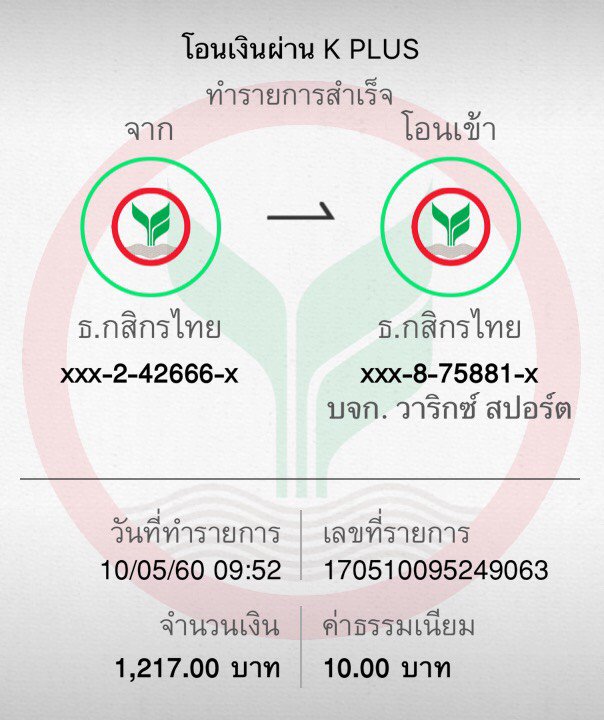 โอนเงินผ่าน K PLUS
ทำรายการสำเร็จ
จาก
โอนเข้า
ธ.กสิกรไทย
ธ.กสิกรไทย
xxx-2-42666-x
xxx-8-75881-x
บจก. วาริกซ์ สปอร์ต
วันที่ทำรายการ
เลขที่รายการ
10/05/60 09:52
170510095249063
จำนวนเงิน
ค่าธรรมเนียม
1,217.00 บาท
10.00 บาท